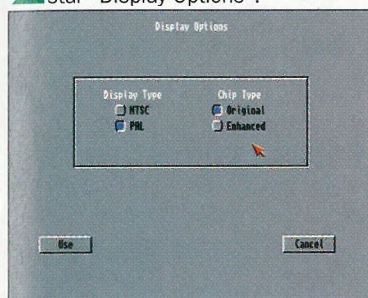 star "Display Options".
Display Options
Display Type
Chip Type
NTSC
Original
PAL
Enhanced
Use
Cancel